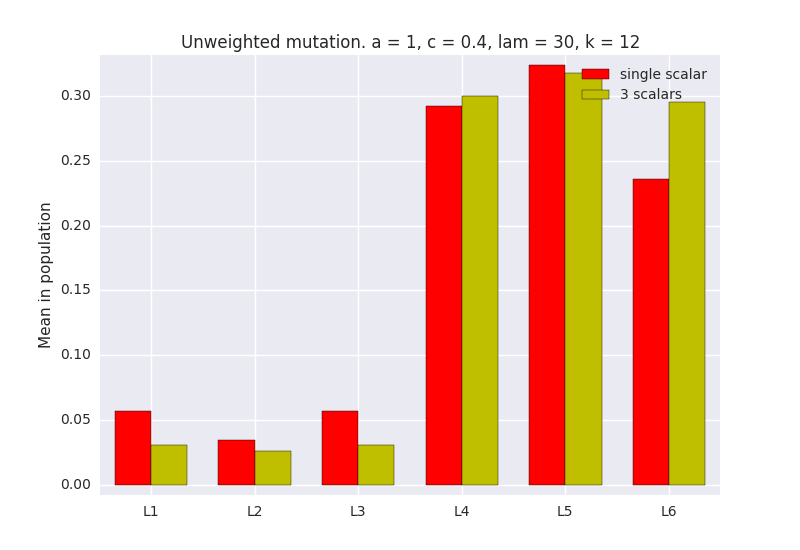 Unweighted mutation. a = 1, c = 0.4, lam = 30, k = 12
single scalar
3 scalars
Mean in population
0.30
0.25
0.20
0.15
0.10
0.05
0.00
L1 L2 L3 L4 L5 L6